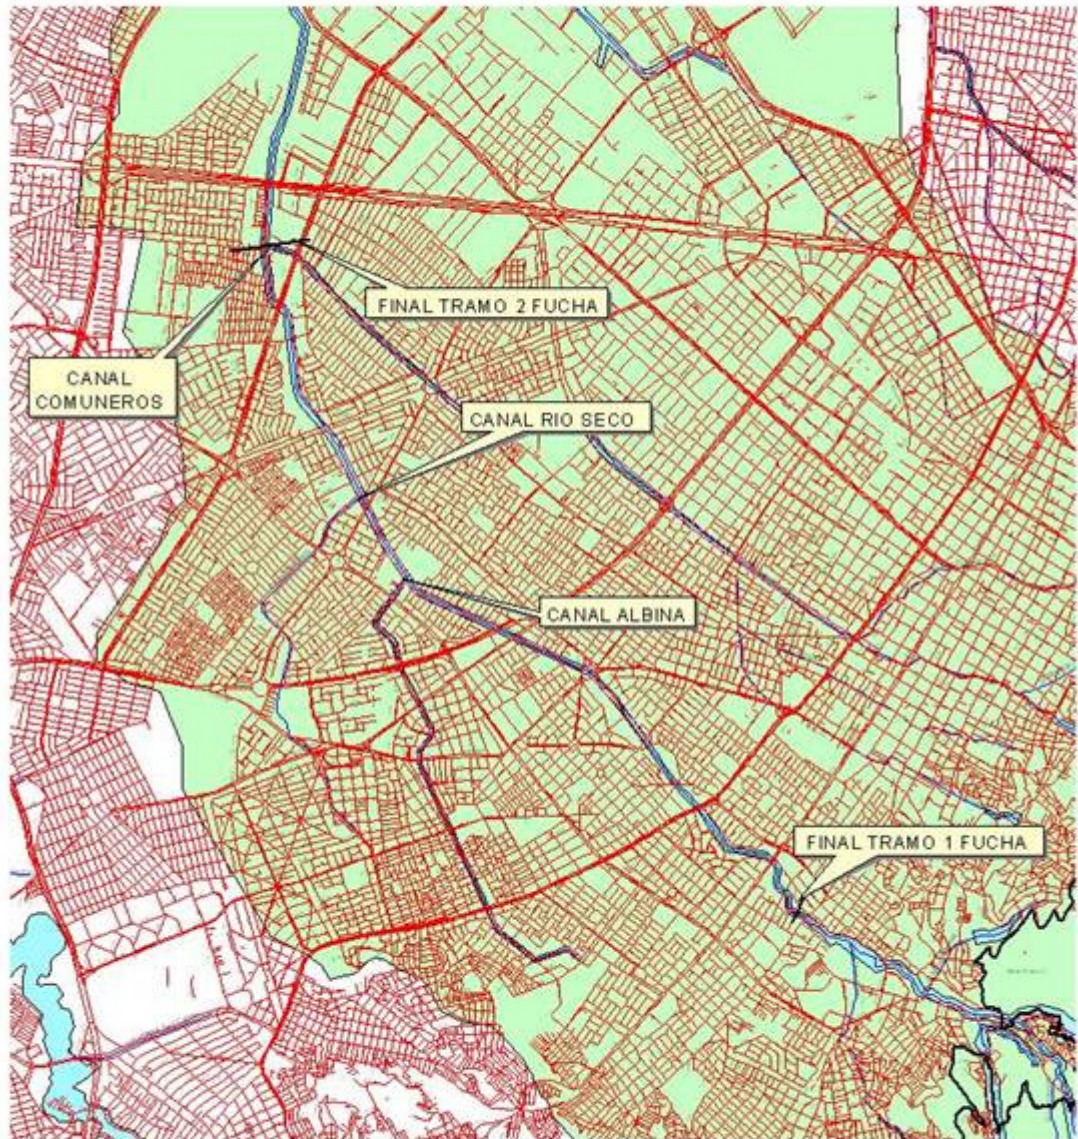 FINAL TRAMO 2 FUCHA
CANAL
COMUNEROS
CANAL RIO SECO
CANAL ALBINA
FINAL TRAMO 1 FUCHA